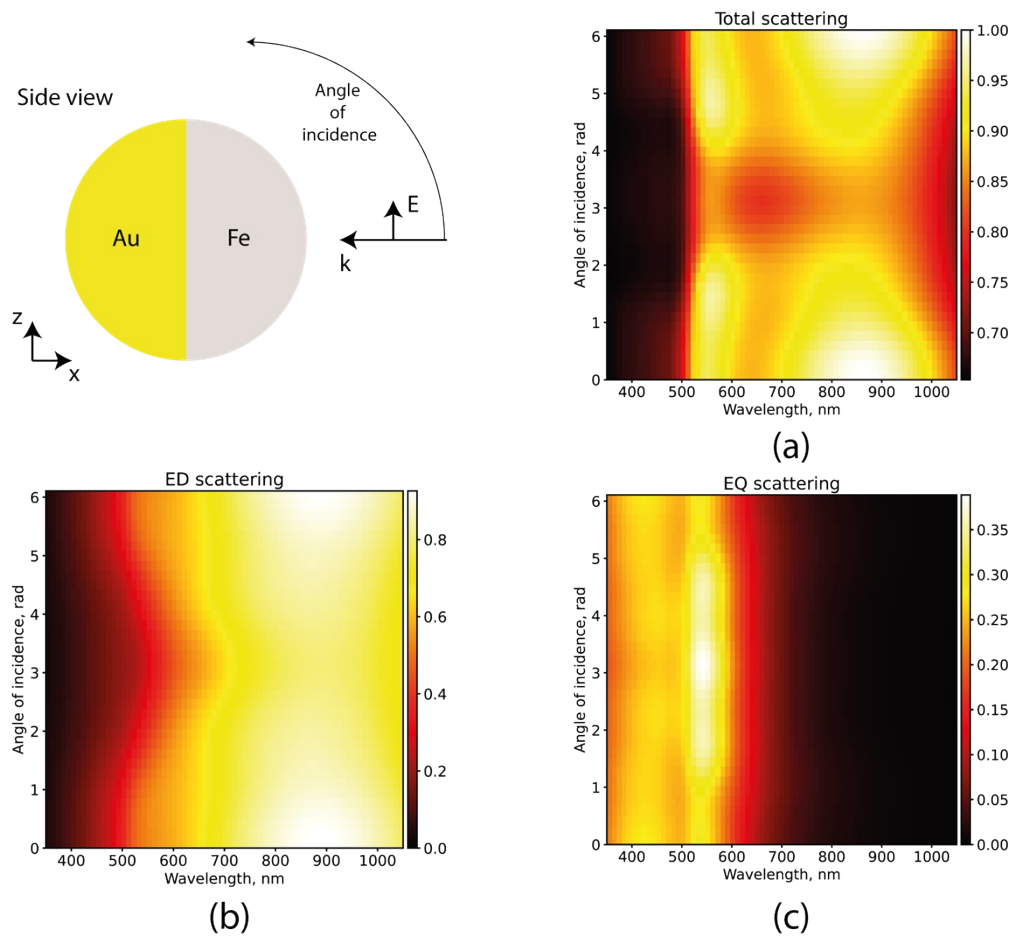 Side view
Angle
of
incidence
Au
Fe
E
k
z
x
Total scattering
Angle of incidence, rad
6
5
4
3
2
1
0
400 500 600 700 800 900 1000
Wavelength, nm
1.00
0.95
0.90
0.85
0.80
0.75
0.70
(a)
ED scattering
Angle of incidence, rad
6
5
4
3
2
1
0
400 500 600 700 800 900 1000
Wavelength, nm
0.8
0.6
0.4
0.2
0.0
(b)
EQ scattering
Angle of incidence, rad
6
5
4
3
2
1
0
400 500 600 700 800 900 1000
Wavelength, nm
0.35
0.30
0.25
0.20
0.15
0.10
0.05
0.00
(c)